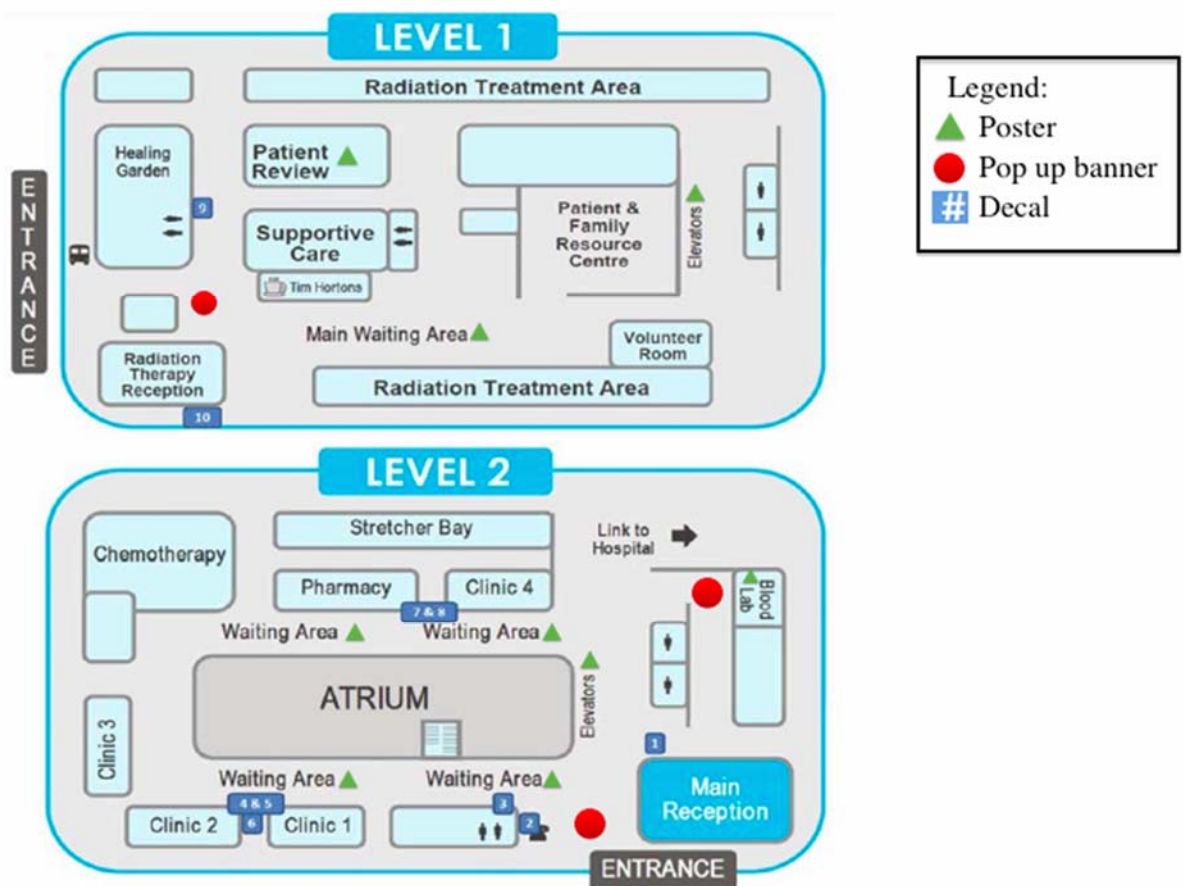 LEVEL 1
Radiation Treatment Area
Healing
Garden
Patient
Review
ENTRANCE
9
Supportive
Care
Tim Hortons
Patient &
Family
Resource
Centre
Elevators
Main Waiting Area
Volunteer
Room
Radiation
Therapy
Reception
10
Radiation Treatment Area
Legend:
Poster
Pop up banner
# Decal
LEVEL 2
Chemotherapy
Stretcher Bay
Link to
Hospital
Pharmacy
Clinic 4
7 & 8
Blood
Lab
Waiting Area
Waiting Area
ATRIUM
Elevators
Clinic 3
1
Waiting Area
Waiting Area
Main
Reception
4 & 5
6
3
2
Clinic 2
Clinic 1
ENTRANCE